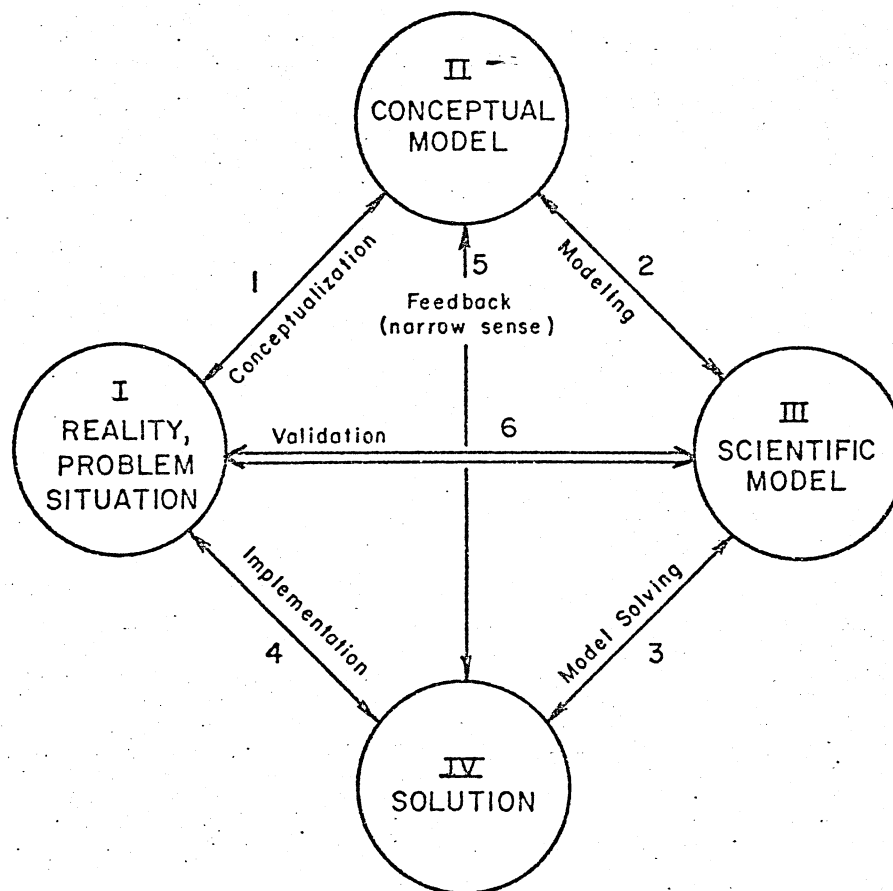 II
CONCEPTUAL
MODEL
1
Conceptualization
5
Feedback
(narrow sense)
2
Modeling
I
REALITY,
PROBLEM
SITUATION
Validation
6
III
SCIENTIFIC
MODEL
Implementation
4
Model Solving
3
IV
SOLUTION